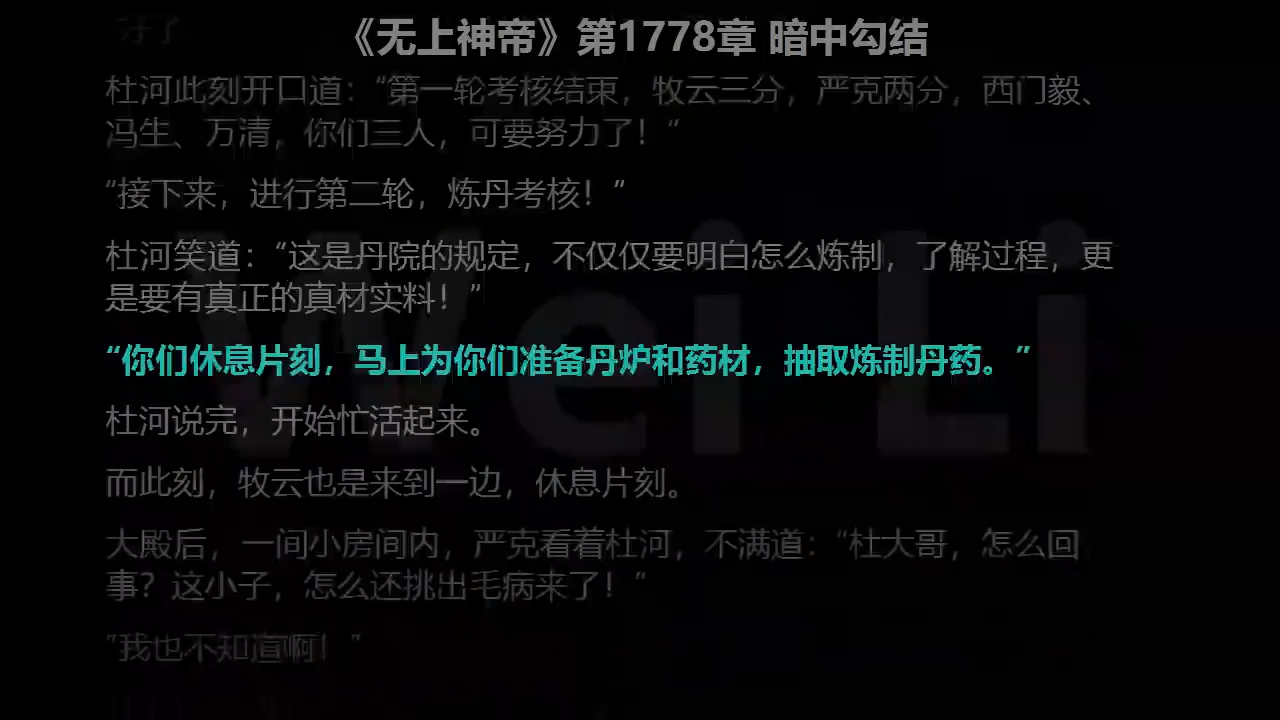 《无上神帝》第1778章 暗中勾结
杜河此刻开口道：“第一轮考核结束，牧云三分，严克两分，西门毅、
冯生、万清，你们三人，可要努力了！”
“接下来，进行第二轮，炼丹考核！”
杜河笑道：“这是丹院的规定，不仅仅要明白怎么炼制，了解过程，更
是要有真正的真材实料！”
“你们休息片刻，马上为你们准备丹炉和药材，抽取炼制丹药。”
杜河说完，开始忙活起来。
而此刻，牧云也是来到一边，休息片刻。
大殿后，一间小房间内，严克看着杜河，不满道：“杜大哥，怎么回
事？这小子，怎么还挑出毛病来了！”
“我也不知道啊！”
Wei Li